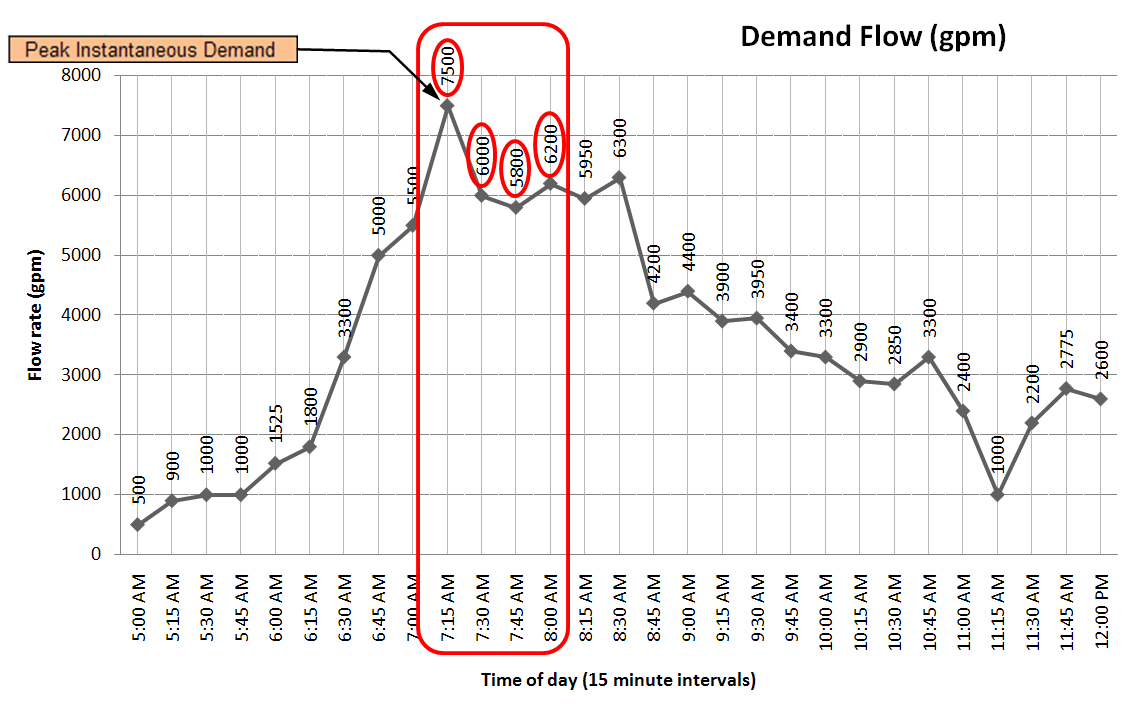 Demand Flow (gpm)
Peak Instantaneous Demand
8000
7000
6000
5000
4000
3000
2000
1000
0
Flow rate (gpm)
500
900
1000
1000
1525
1800
3300
5000
5500
7500
6000
5800
6200
5950
6300
4200
4400
3900
3950
3400
3300
2900
2850
3300
2400
1000
2200
2775
2600
5:00 AM
5:15 AM
5:30 AM
5:45 AM
6:00 AM
6:15 AM
6:30 AM
6:45 AM
7:00 AM
7:15 AM
7:30 AM
7:45 AM
8:00 AM
8:15 AM
8:30 AM
8:45 AM
9:00 AM
9:15 AM
9:30 AM
9:45 AM
10:00 AM
10:15 AM
10:30 AM
10:45 AM
11:00 AM
11:15 AM
11:30 AM
11:45 AM
12:00 PM
Time of day (15 minute intervals)